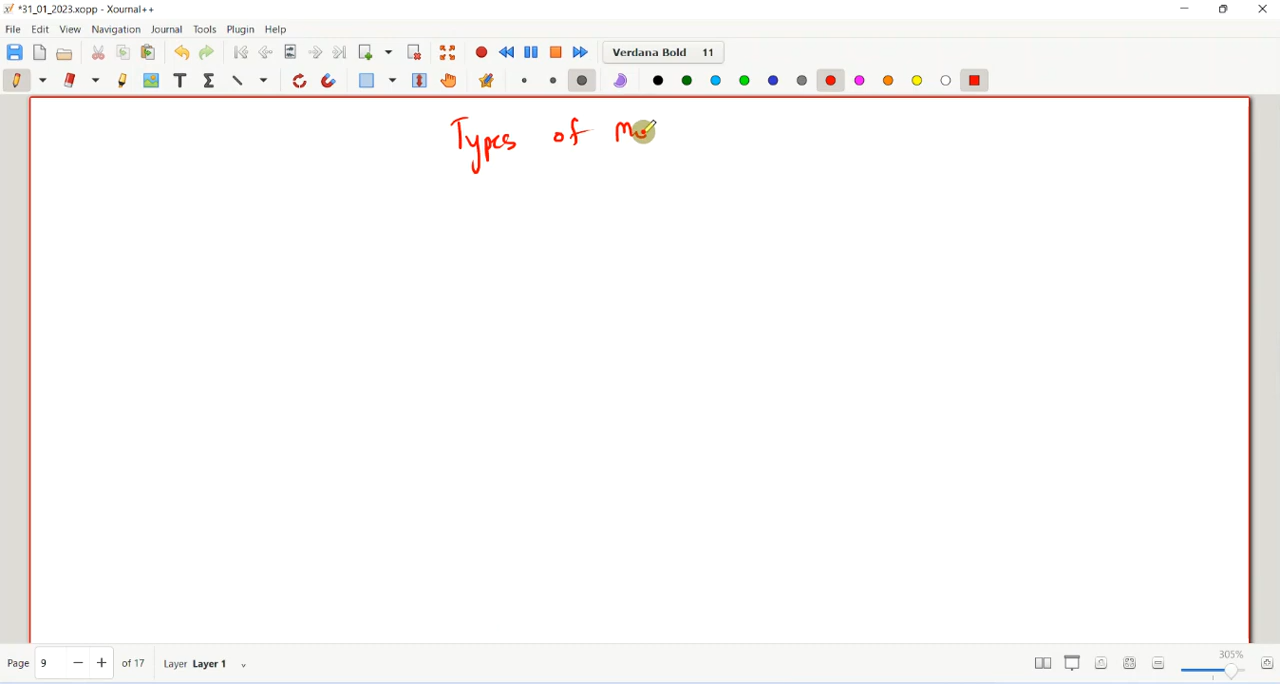 *31_01_2023.xopp - Xournal++
File Edit View Navigation Journal Tools Plugin Help
Verdana Bold 11
Types of
305%
Page 9 of 17 Layer Layer 1